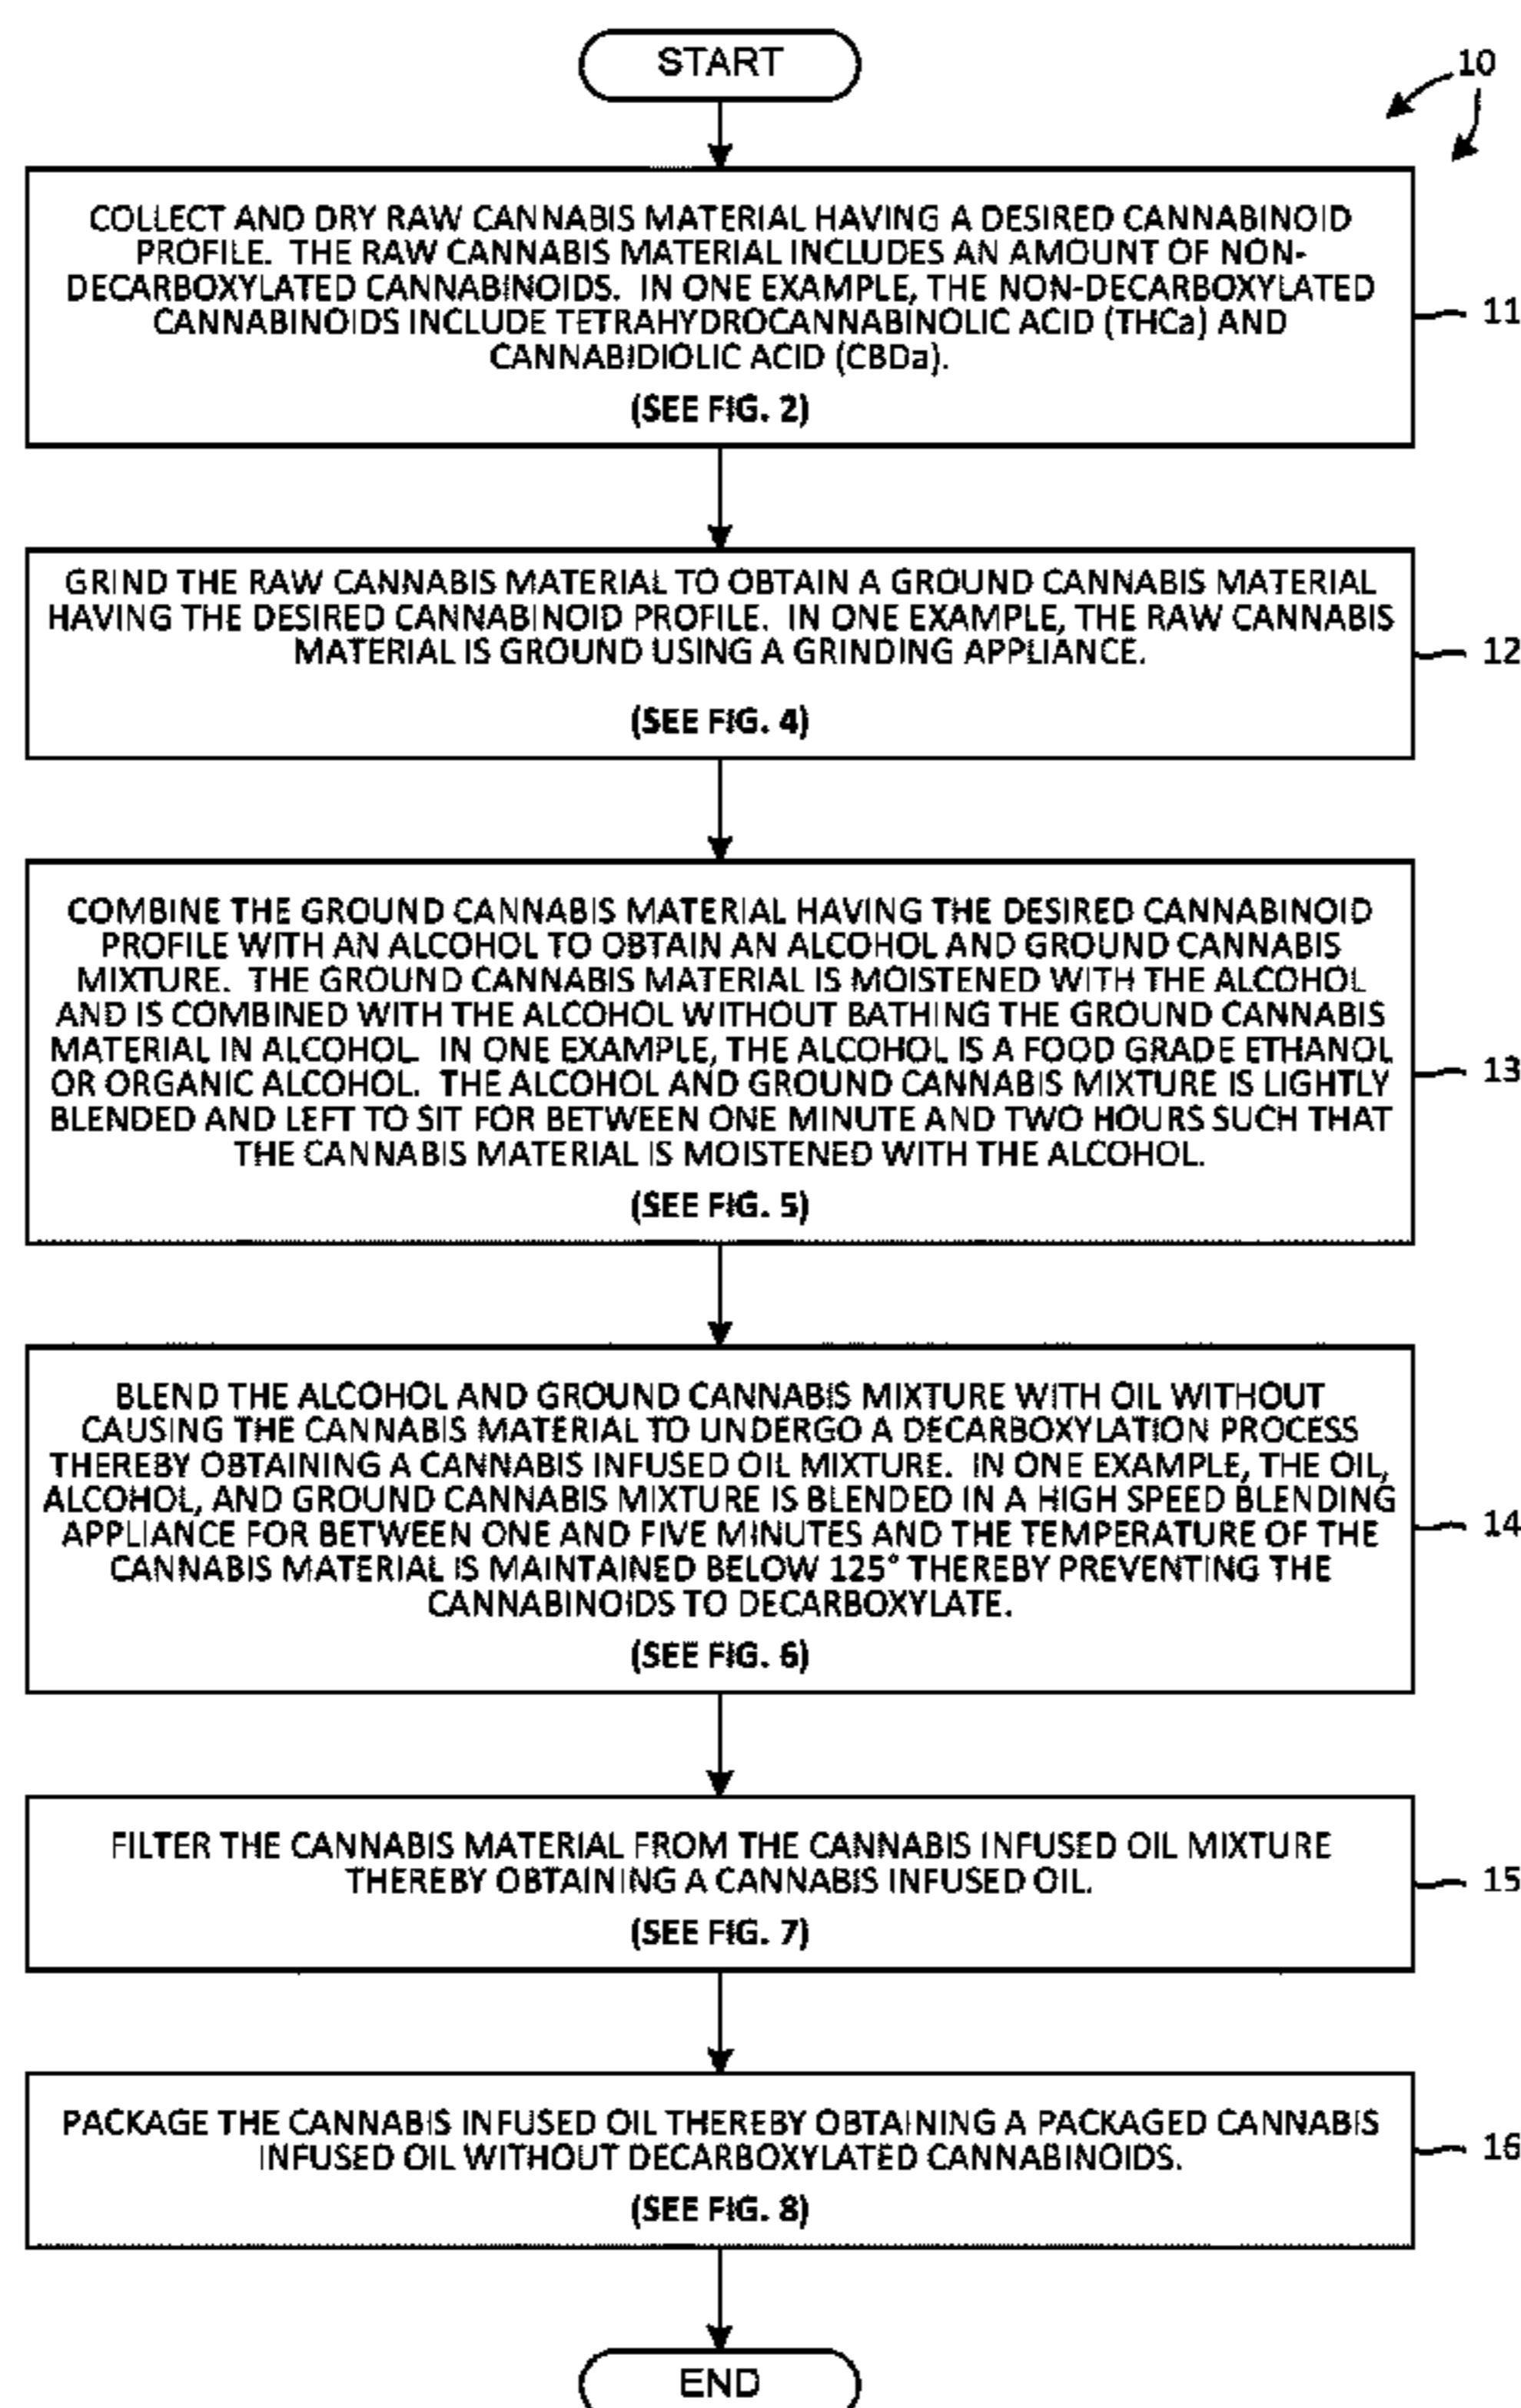 START
10
COLLECT AND DRY RAW CANNABIS MATERIAL HAVING A DESIRED CANNABINOID
PROFILE. THE RAW CANNABIS MATERIAL INCLUDES AN AMOUNT OF NON-
DECARBOXYLATED CANNABINOIDS. IN ONE EXAMPLE, THE NON-DECARBOXYLATED
CANNABINOIDS INCLUDE TETRAHYDROCANNABINOLIC ACID (THCa) AND
CANNABIDIOLIC ACID (CBDa).
(SEE FIG. 2)
11
GRIND THE RAW CANNABIS MATERIAL TO OBTAIN A GROUND CANNABIS MATERIAL
HAVING THE DESIRED CANNABINOID PROFILE. IN ONE EXAMPLE, THE RAW CANNABIS
MATERIAL IS GROUND USING A GRINDING APPLIANCE.
(SEE FIG. 4)
12
COMBINE THE GROUND CANNABIS MATERIAL HAVING THE DESIRED CANNABINOID
PROFILE WITH AN ALCOHOL TO OBTAIN AN ALCOHOL AND GROUND CANNABIS
MIXTURE. THE GROUND CANNABIS MATERIAL IS MOISTENED WITH THE ALCOHOL
AND IS COMBINED WITH THE ALCOHOL WITHOUT BATHING THE GROUND CANNABIS
MATERIAL IN ALCOHOL. IN ONE EXAMPLE, THE ALCOHOL IS A FOOD GRADE ETHANOL
OR ORGANIC ALCOHOL. THE ALCOHOL AND GROUND CANNABIS MIXTURE IS LIGHTLY
BLENDED AND LEFT TO SIT FOR BETWEEN ONE MINUTE AND TWO HOURS SUCH THAT
THE CANNABIS MATERIAL IS MOISTENED WITH THE ALCOHOL.
(SEE FIG. 5)
13
BLEND THE ALCOHOL AND GROUND CANNABIS MIXTURE WITH OIL WITHOUT
CAUSING THE CANNABIS MATERIAL TO UNDERGO A DECARBOXYLATION PROCESS
THEREBY OBTAINING A CANNABIS INFUSED OIL MIXTURE. IN ONE EXAMPLE, THE OIL,
ALCOHOL, AND GROUND CANNABIS MIXTURE IS BLENDED IN A HIGH SPEED BLENDING
APPLIANCE FOR BETWEEN ONE AND FIVE MINUTES AND THE TEMPERATURE OF THE
CANNABIS MATERIAL IS MAINTAINED BELOW 125° THEREBY PREVENTING THE
CANNABINOIDS TO DECARBOXYLATE.
(SEE FIG. 6)
14
FILTER THE CANNABIS MATERIAL FROM THE CANNABIS INFUSED OIL MIXTURE
THEREBY OBTAINING A CANNABIS INFUSED OIL.
(SEE FIG. 7)
15
PACKAGE THE CANNABIS INFUSED OIL THEREBY OBTAINING A PACKAGED CANNABIS
INFUSED OIL WITHOUT DECARBOXYLATED CANNABINOIDS.
(SEE FIG. 8)
16
END